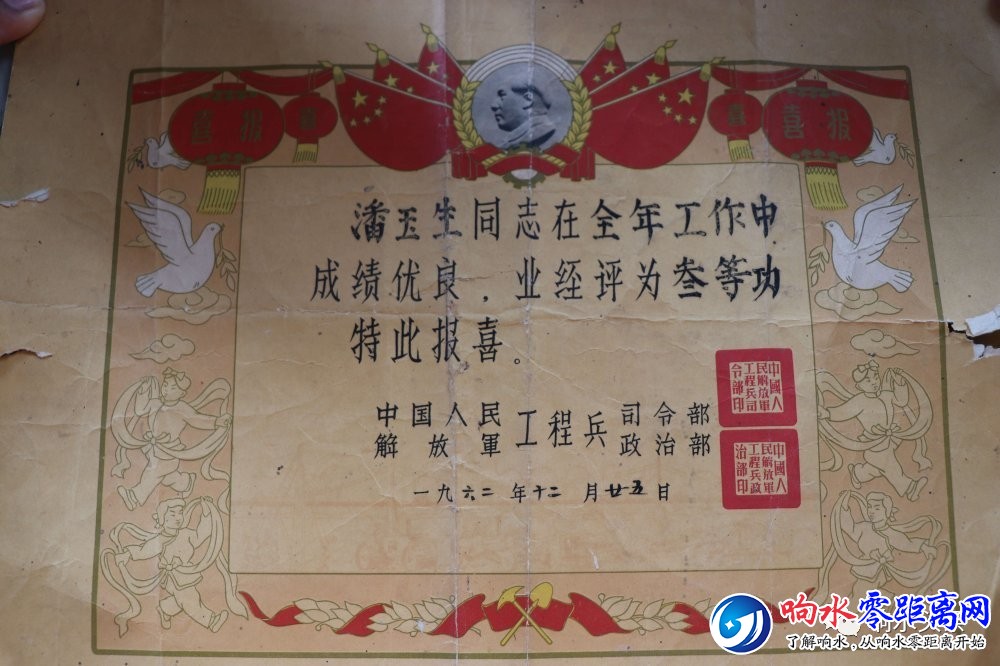 喜报
喜
喜
喜报
潘玉生同志在全年工作中
成绩优良，业经评为叁等功
特此报喜。
中国人民
解放軍
工程兵
司令部
政治部
一九六二年十二月廿五日
中國人
民解放軍
工程兵司
令部印
中國人
民解放軍
工程兵政
治部印
响水零距离网
了解响水，从响水零距离开始